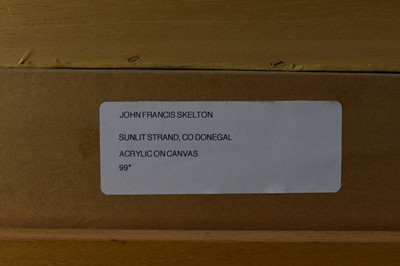 JOHN FRANCIS SKELTON
SUNLIT STRAND, CO DONEGAL
ACRYLIC ON CANVAS
99"